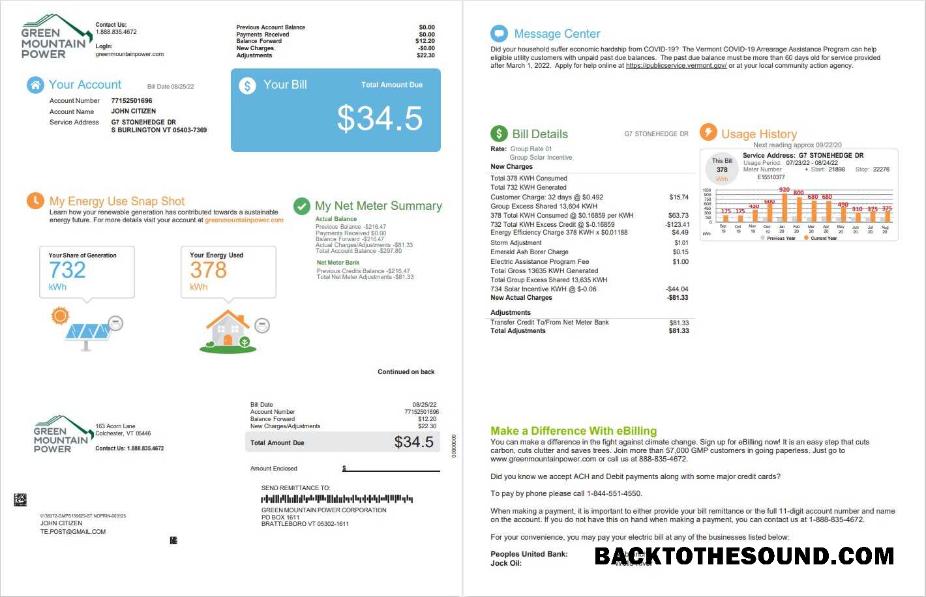 GREEN
MOUNTAIN
POWER
Contact Us:
1.888.835.4672
Login:
greenmountainpower.com
Previous Account Balance $0.00
Payments Received $0.00
Balance Forward $12.20
New Charges -$0.00
Adjustments $22.30
Your Account
Bill Date 08/25/22
Account Number 77152501696
Account Name JOHN CITIZEN
Service Address G7 STONEHEDGE DR
S BURLINGTON VT 05403-7369
Your Bill
Total Amount Due
$34.5
My Energy Use Snap Shot
Learn how your renewable generation has contributed towards a sustainable
energy future. For more details visit your account at greenmountainpower.com
Your Share of Generation
732
kWh
Your Energy Used
378
kWh
My Net Meter Summary
Actual Balance
Previous Balance -$216.47
Payments Received $0.00
Balance Forward -$216.47
Actual Charges/Adjustments -$81.33
Total Account Balance -$297.80
Net Meter Bank
Previous Credits Balance -$216.47
Total Net Meter Adjustments -$81.33
Continued on back
GREEN
MOUNTAIN
POWER
163 Acorn Lane
Colchester, VT 05446
Contact Us: 1.888.835.4672
Bill Date 08/25/22
Account Number 77152501696
Balance Forward $12.20
New Charges/Adjustments $22.30
Total Amount Due $34.5
Amount Enclosed $
SEND REMITTANCE TO:
GREEN MOUNTAIN POWER CORPORATION
PO BOX 1611
BRATTLEBORO VT 05302-1611
JOHN CITIZEN
TE.POST@GMAIL.COM
Message Center
Did your household suffer economic hardship from COVID-19? The Vermont COVID-19 Arrearage Assistance Program can help
eligible utility customers with unpaid past due balances. The past due balance must be more than 60 days for service provided
after March 1, 2022. Apply for help online at https://publicservice.vermont.gov/ or at your local community action agency.
Bill Details
G7 STONEHEDGE DR
Rate: Group Rate 01
Group Solar Incentive
New Charges
Total 378 KWH Consumed
Total 732 KWH Generated
Customer Charge: 32 days @ $0.492 $15.74
Group Excess Shared 13,604 KWH
378 Total KWH Consumed @ $0.16859 per KWH $63.73
732 Total KWH Excess Credit @ $-0.16859 -$123.41
Energy Efficiency Charge 378 KWH x $0.01188 $4.49
Storm Adjustment $1.01
Emerald Ash Borer Charge $0.15
Electric Assistance Program Fee $1.00
Total Gross 13635 KWH Generated
Total Group Excess Shared 13,635 KWH
734 Solar Incentive KWH @ $-0.06 -$44.04
New Actual Charges -$81.33
Adjustments
Transfer Credit To/From Net Meter Bank $81.33
Total Adjustments $81.33
Usage History
Next reading approx 09/22/20
This Bill
378
kWh
Service Address: G7 STONEHEDGE DR
Usage Period: 07/23/22 - 08/24/22
Meter Number Start: 21898 Stop: 22276
E15510377
175 175 450 600 920 800 680 680 490 310 375 375
Previous Year Current Year
Make a Difference With eBilling
You can make a difference in the fight against climate change. Sign up for eBilling now! It is an easy step that cuts
carbon, cuts clutter and saves trees. Join more than 57,000 GMP customers in going paperless. Just go to
www.greenmountainpower.com or call us at 888-835-4672.
Did you know we accept ACH and Debit payments along with some major credit cards?
To pay by phone please call 1-844-551-4550.
When making a payment, it is important to either provide your bill remittance or the full 11-digit account number and name
on the account. If you do not have this on hand when making a payment, you can contact us at 1-888-835-4672.
For your convenience, you may pay your electric bill at any of the businesses listed below:
Peoples United Bank:
Jock Oil:
BACKTOTHESOUND.COM